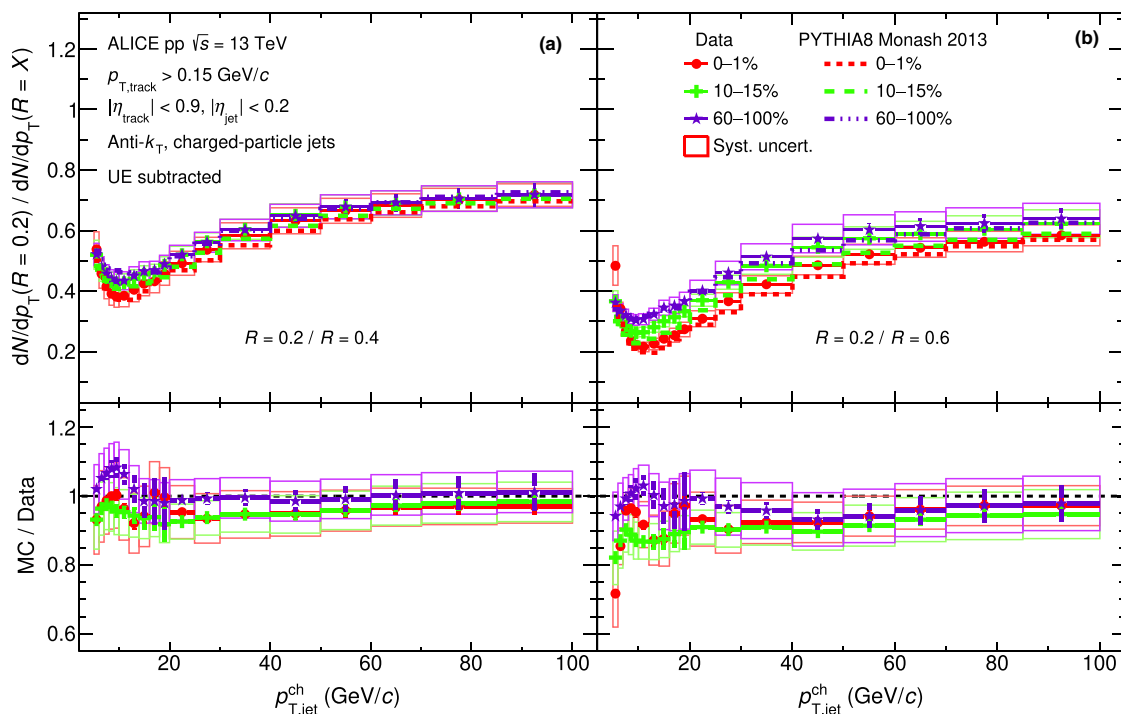 dN/dp_T(R = 0.2) / dN/dp_T(R = X)
1.2
1
0.8
0.6
0.4
0.2
ALICE pp √s = 13 TeV
(a)
p_T,track > 0.15 GeV/c
|η_track| < 0.9, |η_jet| < 0.2
Anti-k_T, charged-particle jets
UE subtracted
R = 0.2 / R = 0.4
Data PYTHIA8 Monash 2013 (b)
0–1% 0–1%
10–15% 10–15%
60–100% 60–100%
Syst. uncert.
R = 0.2 / R = 0.6
MC / Data
1.2
1
0.8
0.6
20 40 60 80 100
20 40 60 80 100
p_T,jet^ch (GeV/c)
p_T,jet^ch (GeV/c)